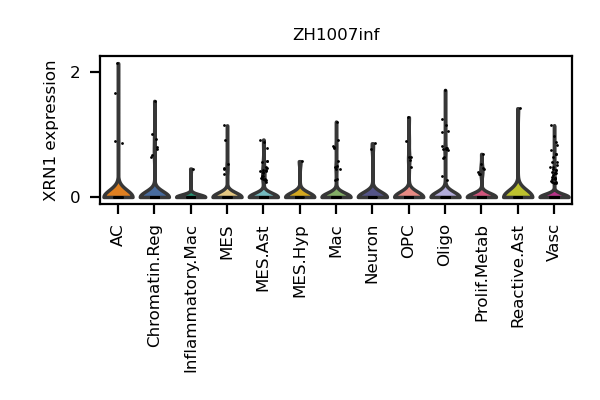 ZH1007inf
XRN1 expression
2
0
AC
Chromatin.Reg
Inflammatory.Mac
MES
MES.Ast
MES.Hyp
Mac
Neuron
OPC
Oligo
Prolif.Metab
Reactive.Ast
Vasc